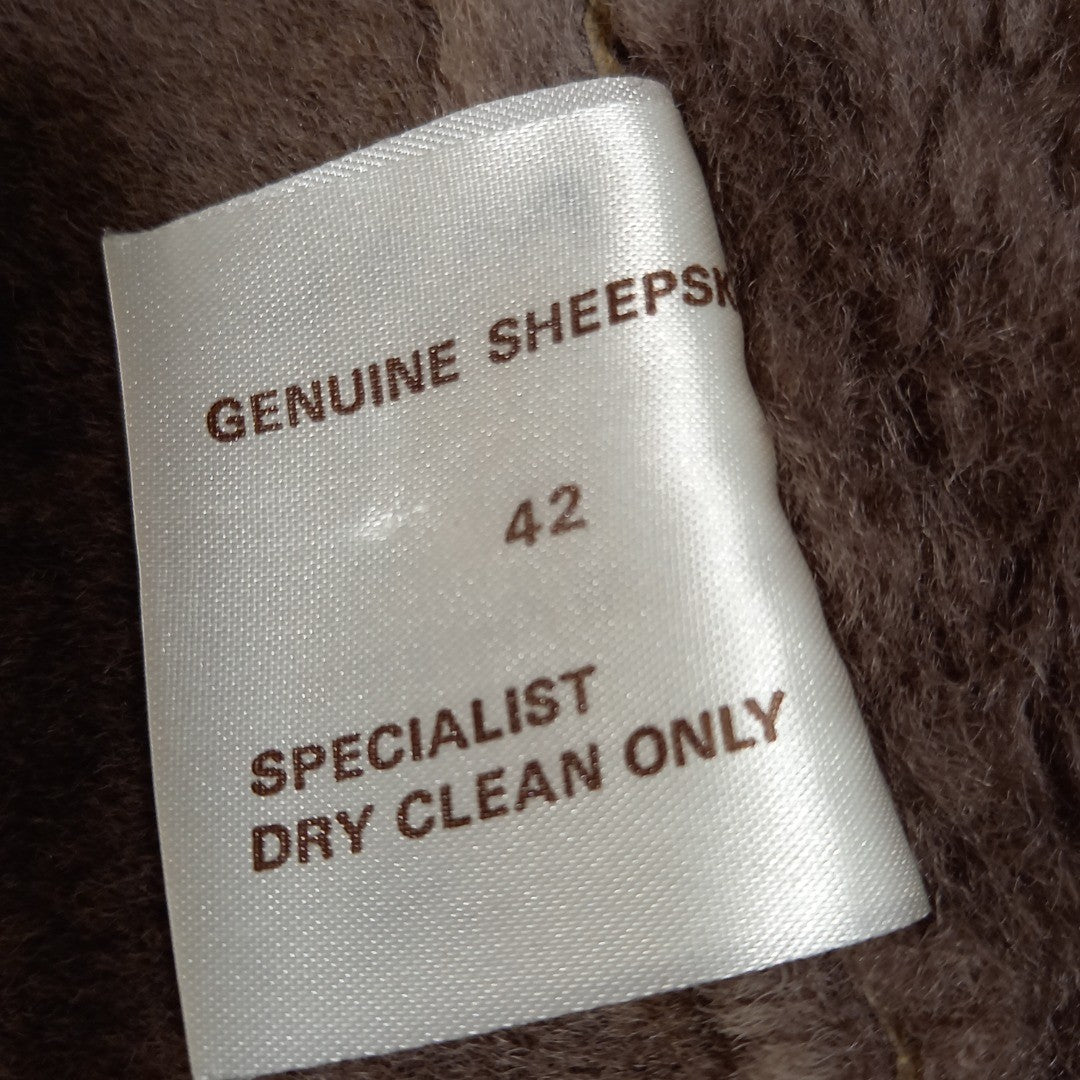 GENUINE SHEEPSK
42
SPECIALIST
DRY CLEAN ONLY